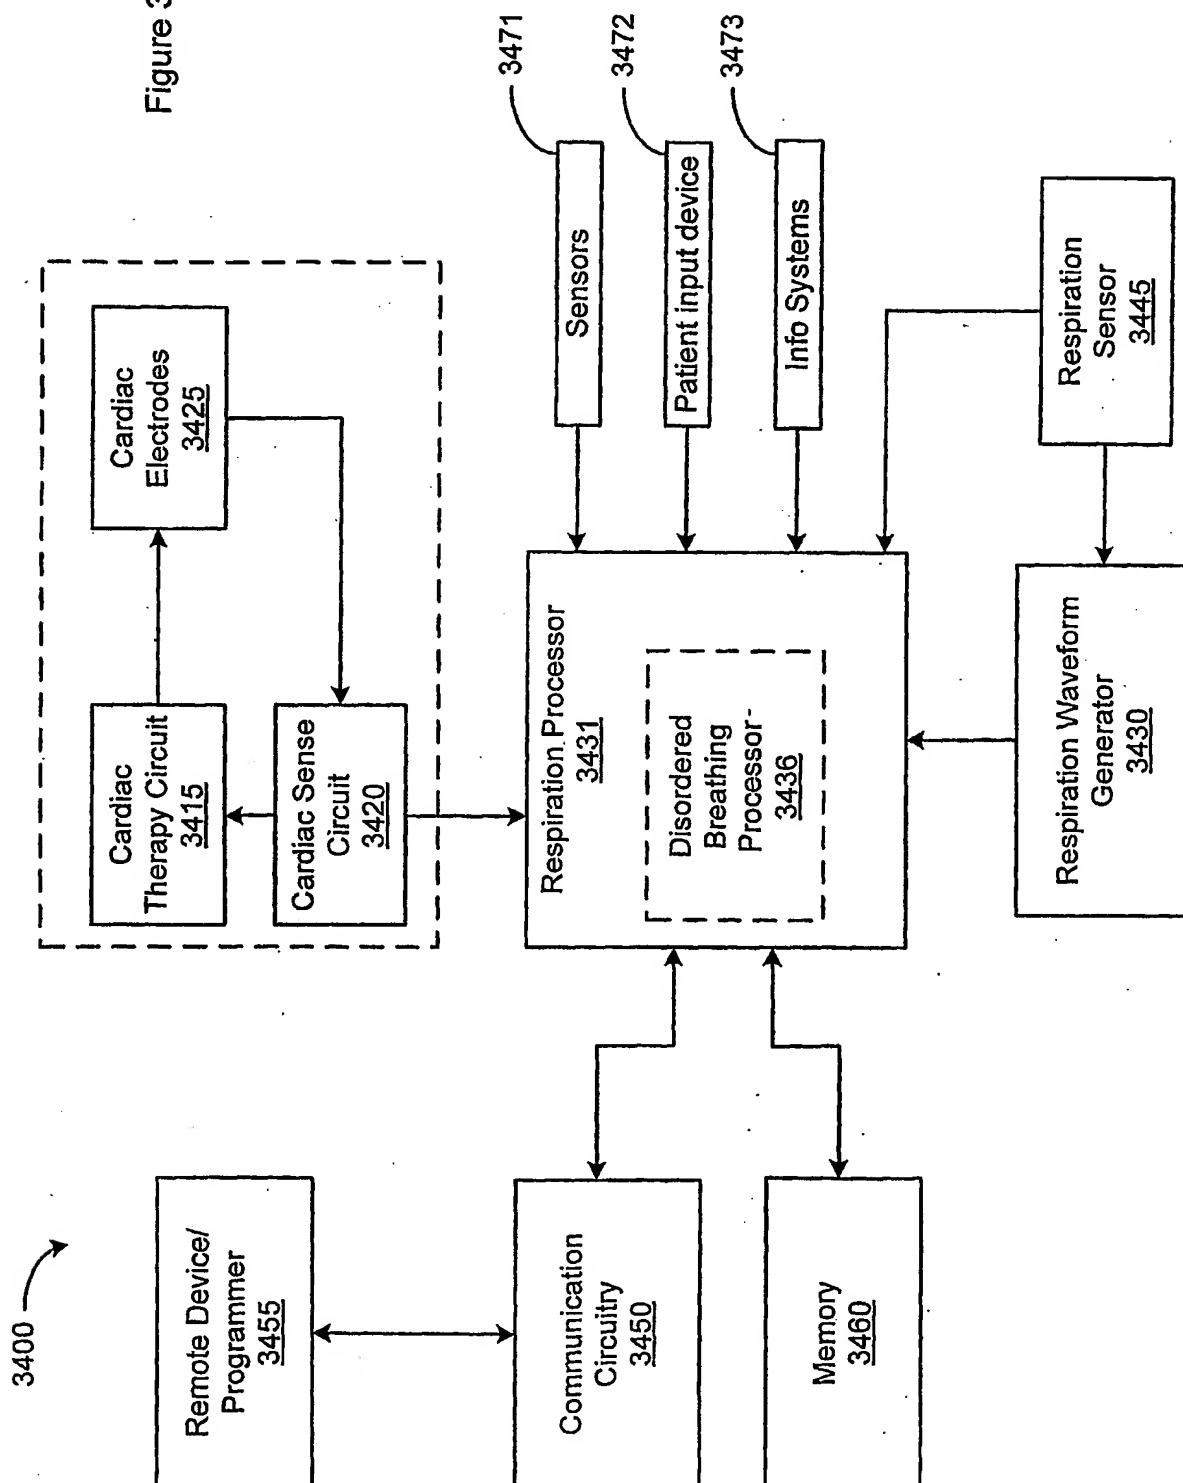 Figure 3
3400
Remote Device/
Programmer
3455
Communication
Circuitry
3450
Memory
3460
Cardiac
Therapy Circuit
3415
Cardiac
Electrodes
3425
Cardiac Sense
Circuit
3420
Respiration Processor
3431
Disordered
Breathing
Processor-
3436
Sensors
3471
Patient input device
3472
Info Systems
3473
Respiration Waveform
Generator
3430
Respiration
Sensor
3445